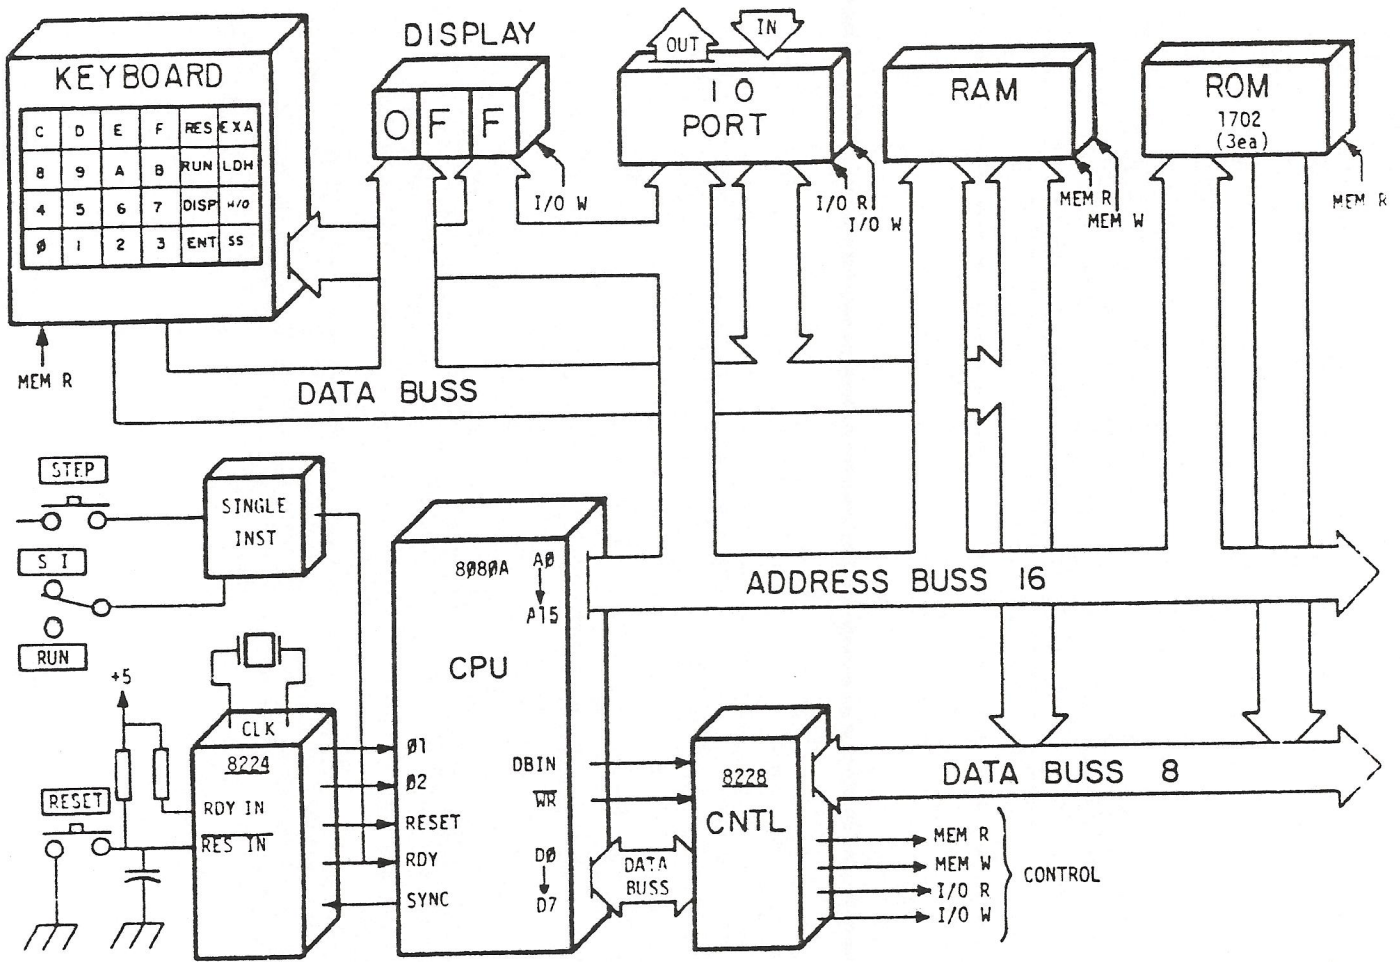 KEYBOARD
C D E F RES EXA
8 9 A B RUN LDH
4 5 6 7 DISP W/O
Ø 1 2 3 ENT SS
MEM R
DISPLAY
O F F
I/O W
OUT
IN
I O
PORT
I/O R
I/O W
RAM
MEM R
MEM W
ROM
1702
(3ea)
MEM R
DATA BUSS
STEP
SINGLE
INST
S I
RUN
+5
CLK
8224
RDY IN
RES IN
RESET
8Ø8ØA
AØ
A15
CPU
Ø1
Ø2
RESET
RDY
SYNC
DBIN
WR
DØ
D7
ADDRESS BUSS 16
DATA
BUSS
8228
CNTL
DATA BUSS 8
MEM R
MEM W
I/O R
I/O W
CONTROL